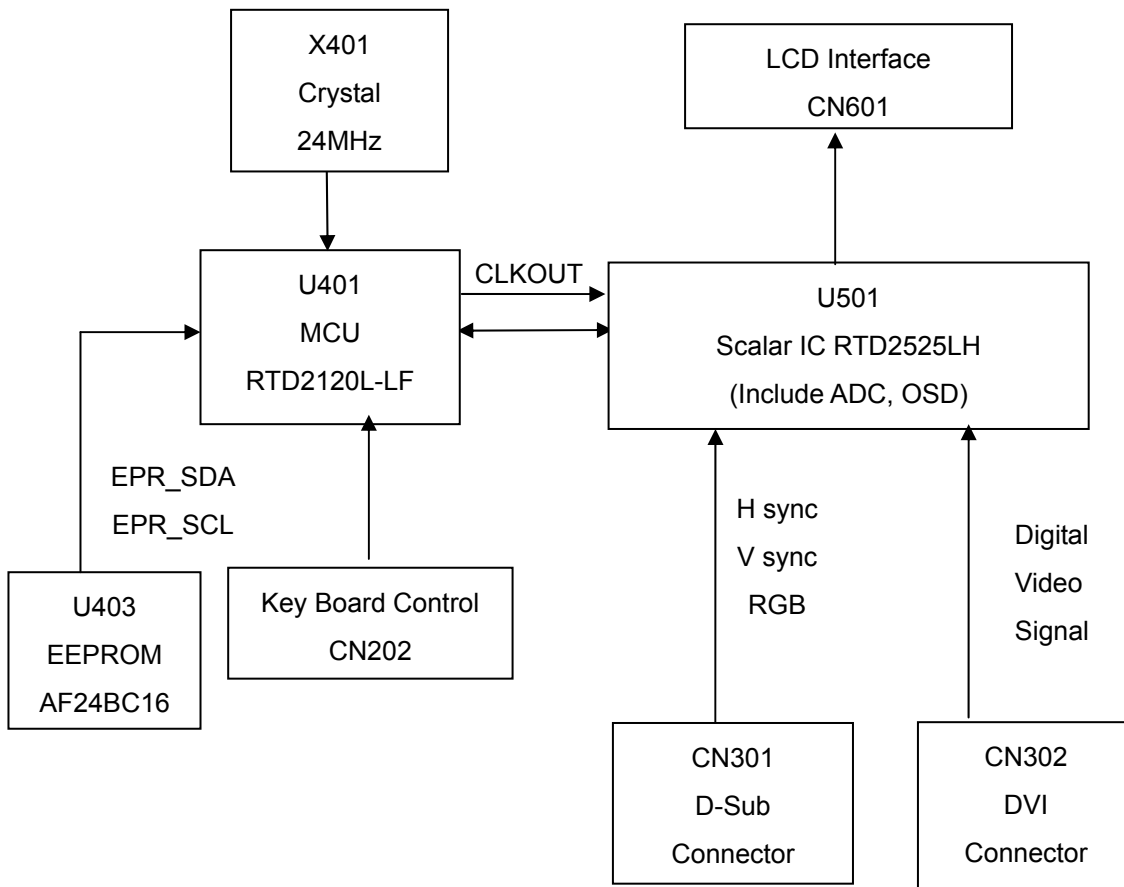 X401
Crystal
24MHz
LCD Interface
CN601
U401
MCU
RTD2120L-LF
CLKOUT
U501
Scalar IC RTD2525LH
(Include ADC, OSD)
EPR_SDA
EPR_SCL
U403
EEPROM
AF24BC16
Key Board Control
CN202
H sync
V sync
RGB
Digital
Video
Signal
CN301
D-Sub
Connector
CN302
DVI
Connector